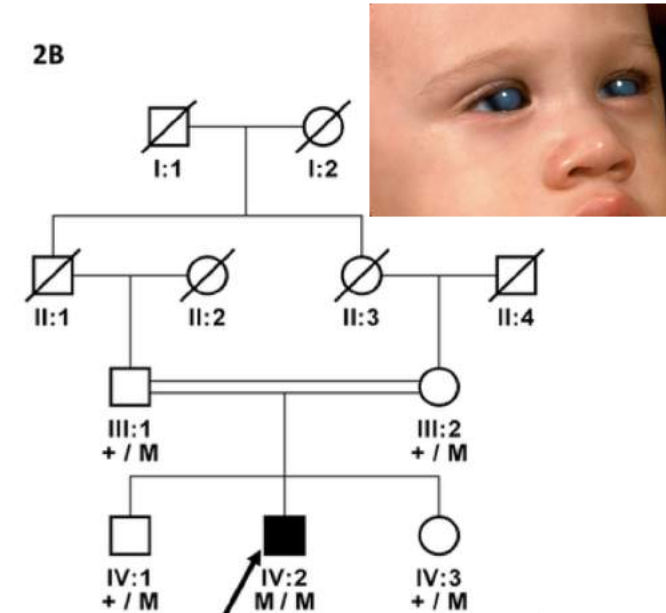 2B
I:1 I:2
II:1 II:2 II:3 II:4
III:1 III:2
+ / M + / M
IV:1 IV:2 IV:3
+ / M M / M + / M